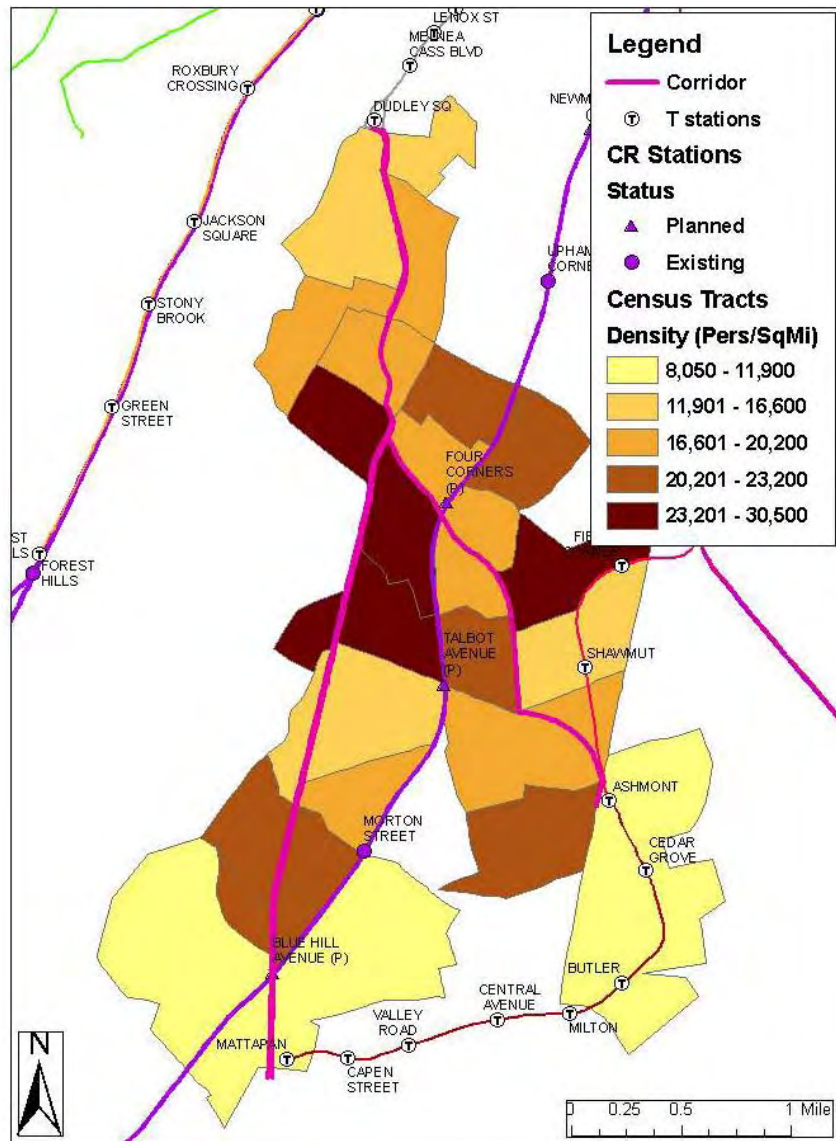 LENOX ST
CASS BLVD
ROXBURY
CROSSING
DUDLEY SQ
JACKSON
SQUARE
STONY
BROOK
GREEN
STREET
FOREST
HILLS
FOUR
CORNERS
(P)
TALBOT
AVENUE
(P)
SHAWMUT
ASHMONT
CEDAR
GROVE
MORTON
STREET
BLUE HILL
AVENUE (P)
BUTLER
CENTRAL
AVENUE
MILTON
VALLEY
ROAD
MATTAPAN
CAPEN
STREET
Legend
Corridor
T stations
CR Stations
Status
Planned
Existing
Census Tracts
Density (Pers/SqMi)
8,050 - 11,900
11,901 - 16,600
16,601 - 20,200
20,201 - 23,200
23,201 - 30,500
N
0 0.25 0.5 1 Mile